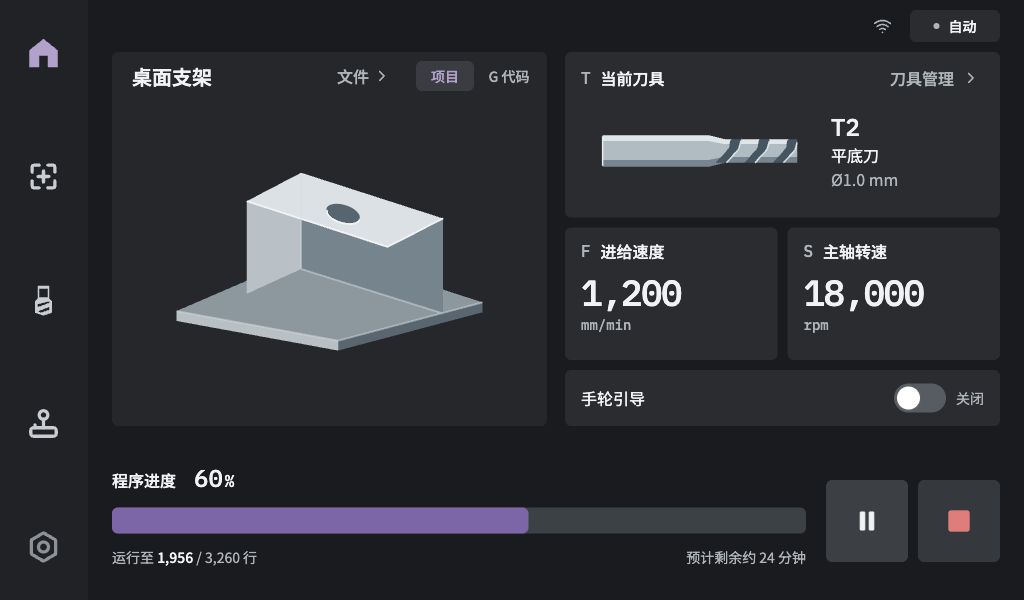 自动
桌面支架
文件
项目
G 代码
T 当前刀具
刀具管理
T2
平底刀
Ø1.0 mm
F 进给速度
1,200
mm/min
S 主轴转速
18,000
rpm
手轮引导
关闭
程序进度 60%
运行至 1,956 / 3,260 行
预计剩余约 24 分钟